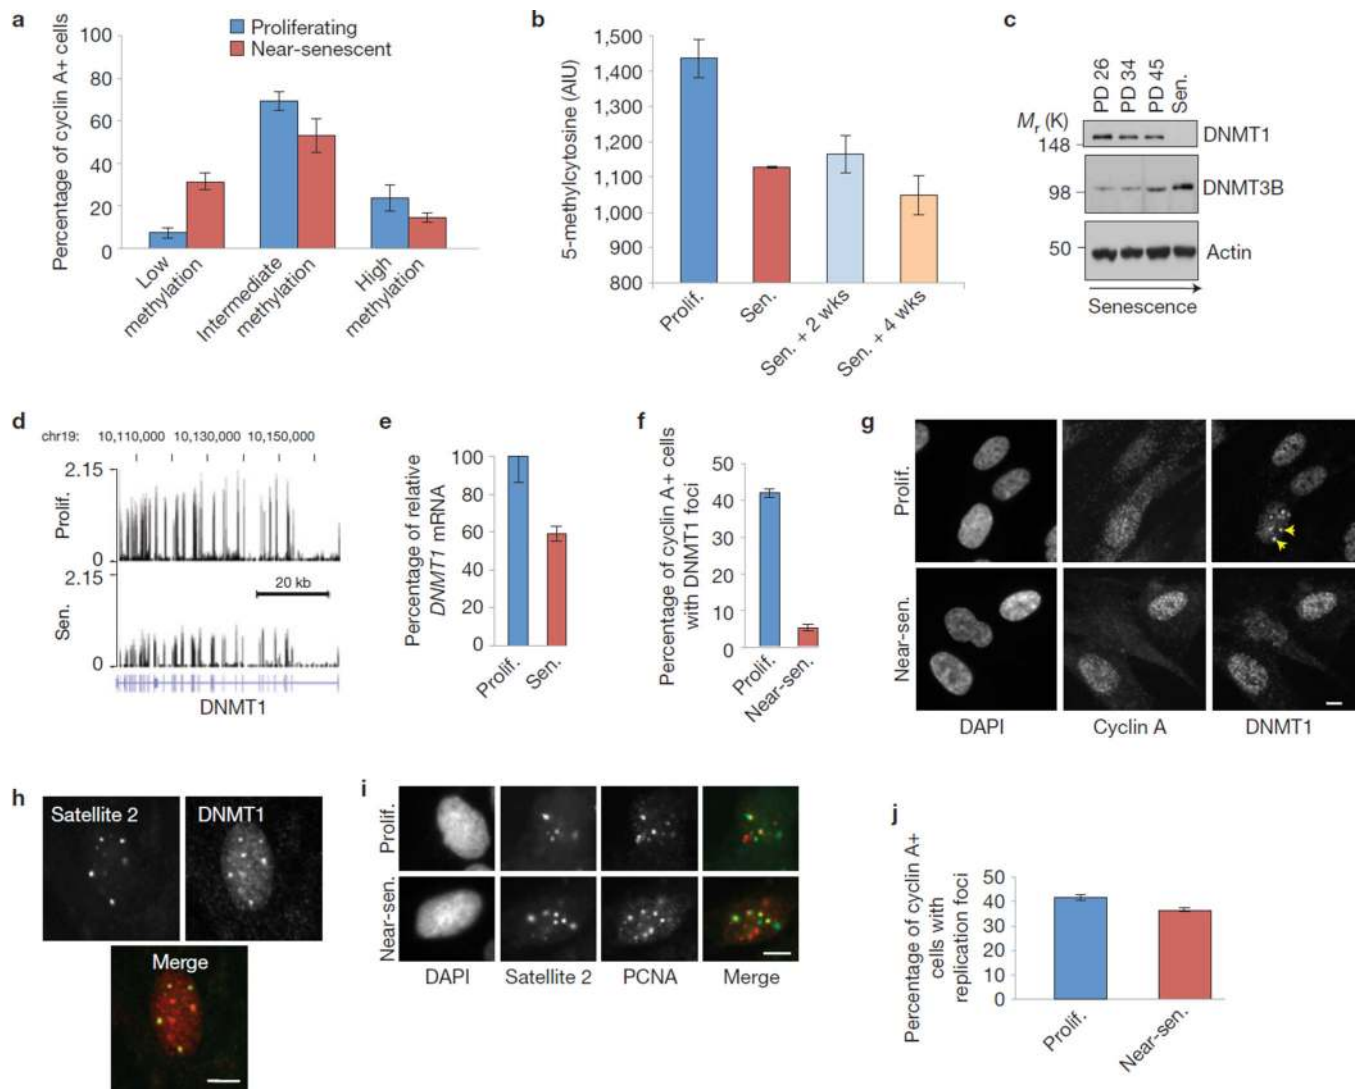 a
Percentage of cyclin A+ cells
100
80
60
40
20
0
Proliferating
Near-senescent
Low
methylation
Intermediate
methylation
High
methylation
b
5-methylcytosine (AIU)
1,500
1,400
1,300
1,200
1,100
1,000
900
800
Prolif.
Sen.
Sen. + 2 wks
Sen. + 4 wks
c
PD 26
PD 34
PD 45
Sen.
Mr (K)
148
98
50
DNMT1
DNMT3B
Actin
Senescence
d
chr19: 10,110,000 10,130,000 10,150,000
Prolif.
2.15
0
20 kb
Sen.
2.15
0
DNMT1
e
Percentage of relative
DNMT1 mRNA
100
80
60
40
20
0
Prolif.
Sen.
f
Percentage of cyclin A+ cells
with DNMT1 foci
50
40
30
20
10
0
Prolif.
Near-sen.
g
Prolif.
Near-sen.
DAPI Cyclin A DNMT1
h
Satellite 2 DNMT1
Merge
i
Prolif.
Near-sen.
DAPI Satellite 2 PCNA Merge
j
Percentage of cyclin A+
cells with
replication foci
50
40
30
20
10
0
Prolif.
Near-sen.